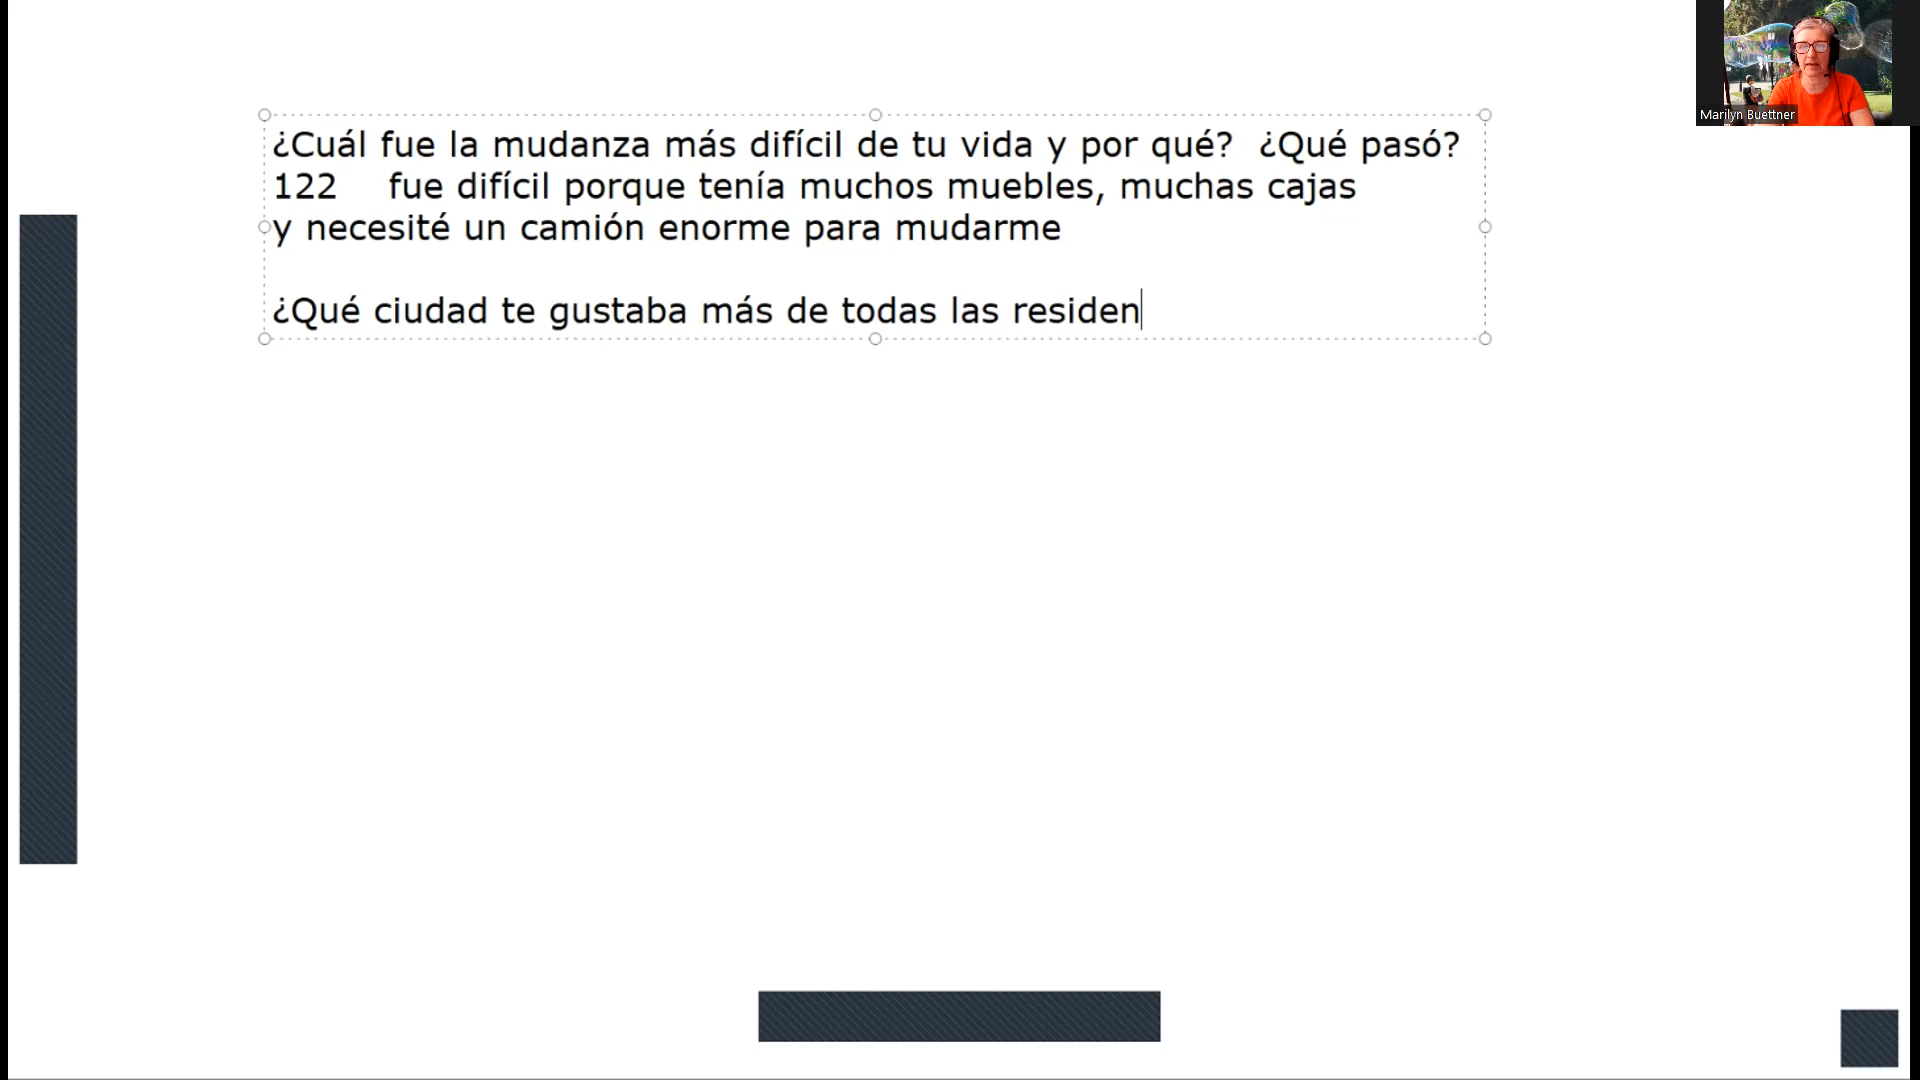 ¿Cuál fue la mudanza más difícil de tu vida y por qué?  ¿Qué pasó?
122    fue difícil porque tenía muchos muebles, muchas cajas
y necesité un camión enorme para mudarme
¿Qué ciudad te gustaba más de todas las residen
Marilyn Buettner